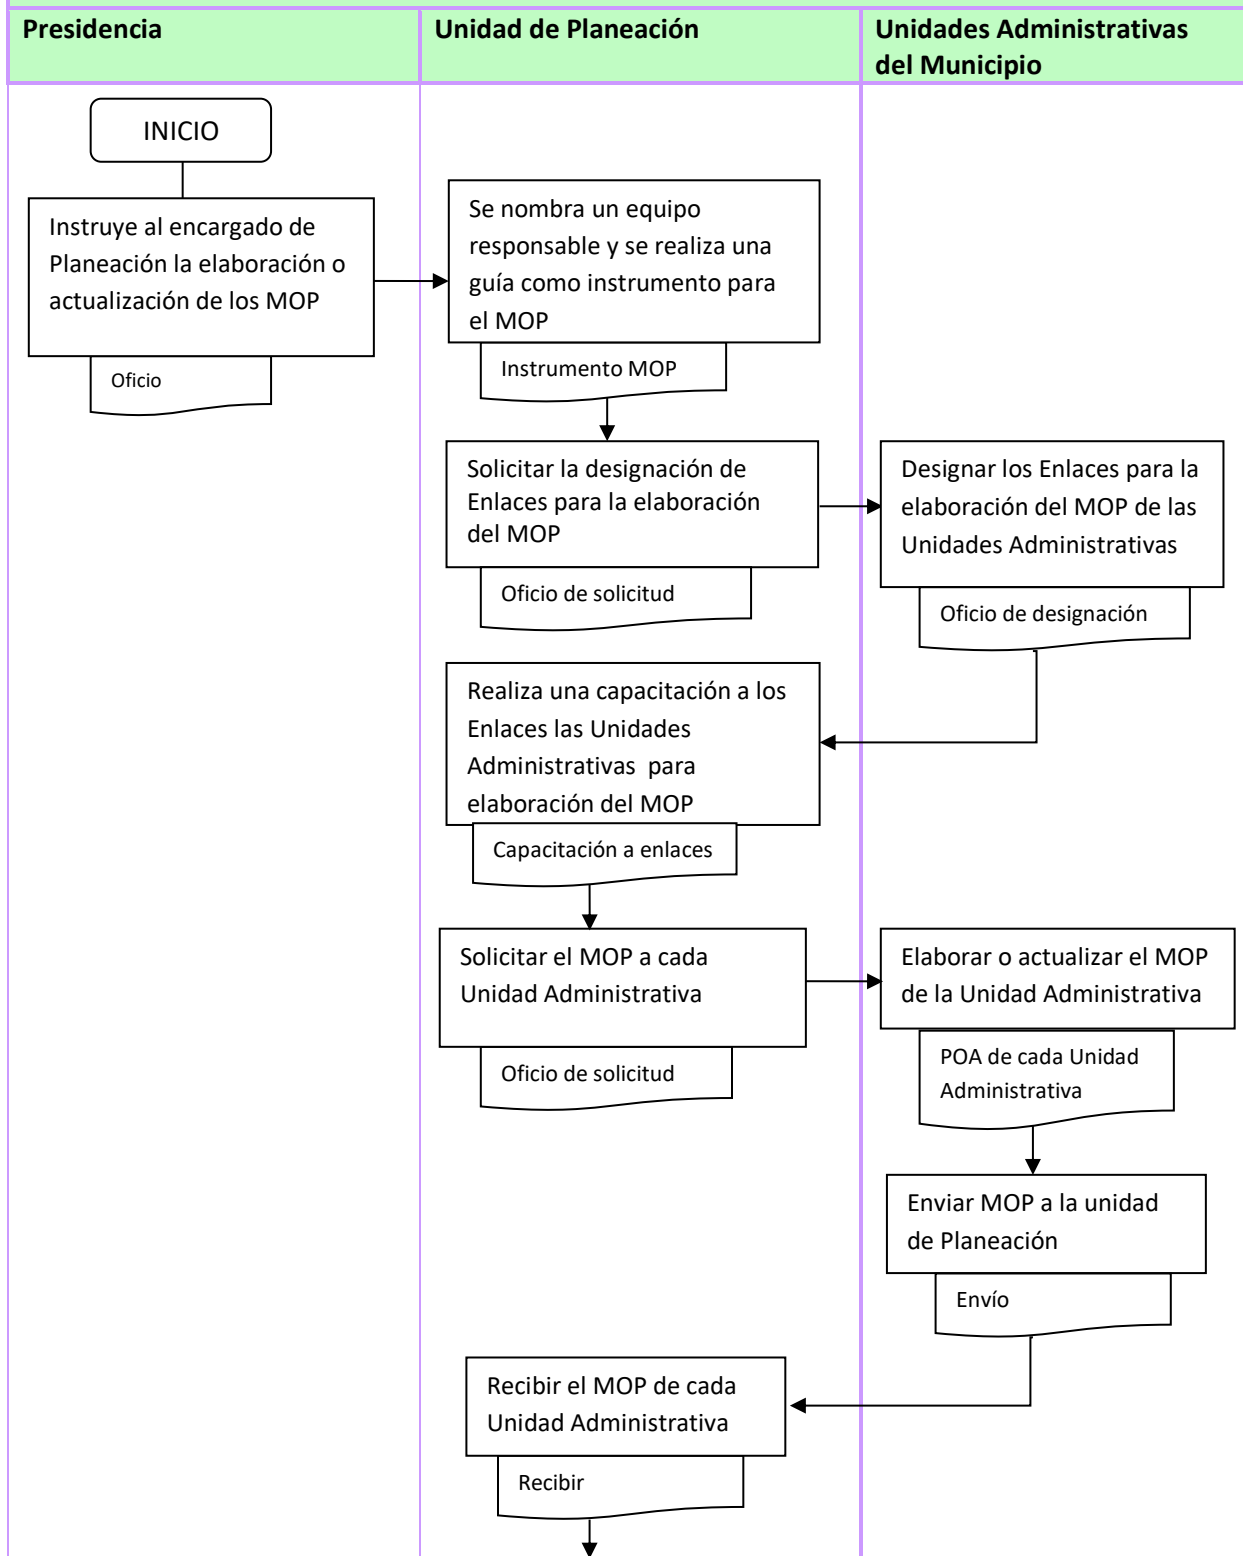 Presidencia
Unidad de Planeación
Unidades Administrativas
del Municipio
INICIO
Instruye al encargado de
Planeación la elaboración o
actualización de los MOP
Oficio
Se nombra un equipo
responsable y se realiza una
guía como instrumento para
el MOP
Instrumento MOP
Solicitar la designación de
Enlaces para la elaboración
del MOP
Oficio de solicitud
Designar los Enlaces para la
elaboración del MOP de las
Unidades Administrativas
Oficio de designación
Realiza una capacitación a los
Enlaces las Unidades
Administrativas  para
elaboración del MOP
Capacitación a enlaces
Solicitar el MOP a cada
Unidad Administrativa
Oficio de solicitud
Elaborar o actualizar el MOP
de la Unidad Administrativa
POA de cada Unidad
Administrativa
Enviar MOP a la unidad
de Planeación
Envío
Recibir el MOP de cada
Unidad Administrativa
Recibir